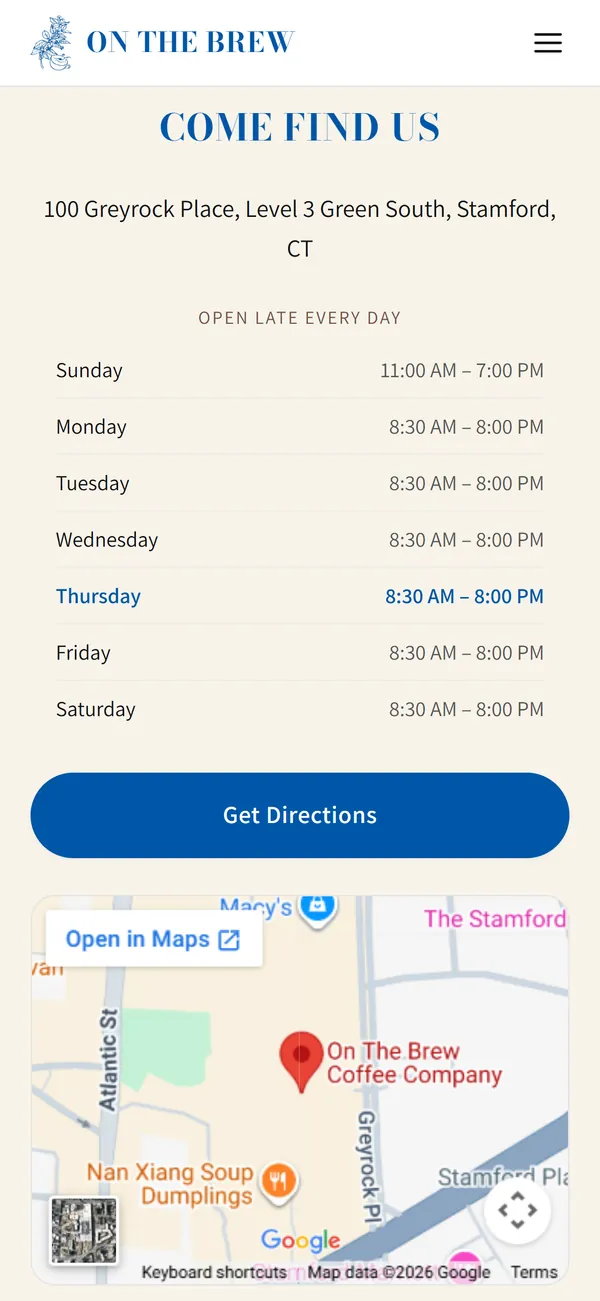 ON THE BREW
COME FIND US
100 Greyrock Place, Level 3 Green South, Stamford,
CT
OPEN LATE EVERY DAY
Sunday 11:00 AM – 7:00 PM
Monday 8:30 AM – 8:00 PM
Tuesday 8:30 AM – 8:00 PM
Wednesday 8:30 AM – 8:00 PM
Thursday 8:30 AM – 8:00 PM
Friday 8:30 AM – 8:00 PM
Saturday 8:30 AM – 8:00 PM
Get Directions
Macy's
The Stamford
Open in Maps
Atlantic St
On The Brew
Coffee Company
Greyrock Pl
Nan Xiang Soup
Dumplings
Stamford Pla
Google
Keyboard shortcuts Map data ©2026 Google Terms